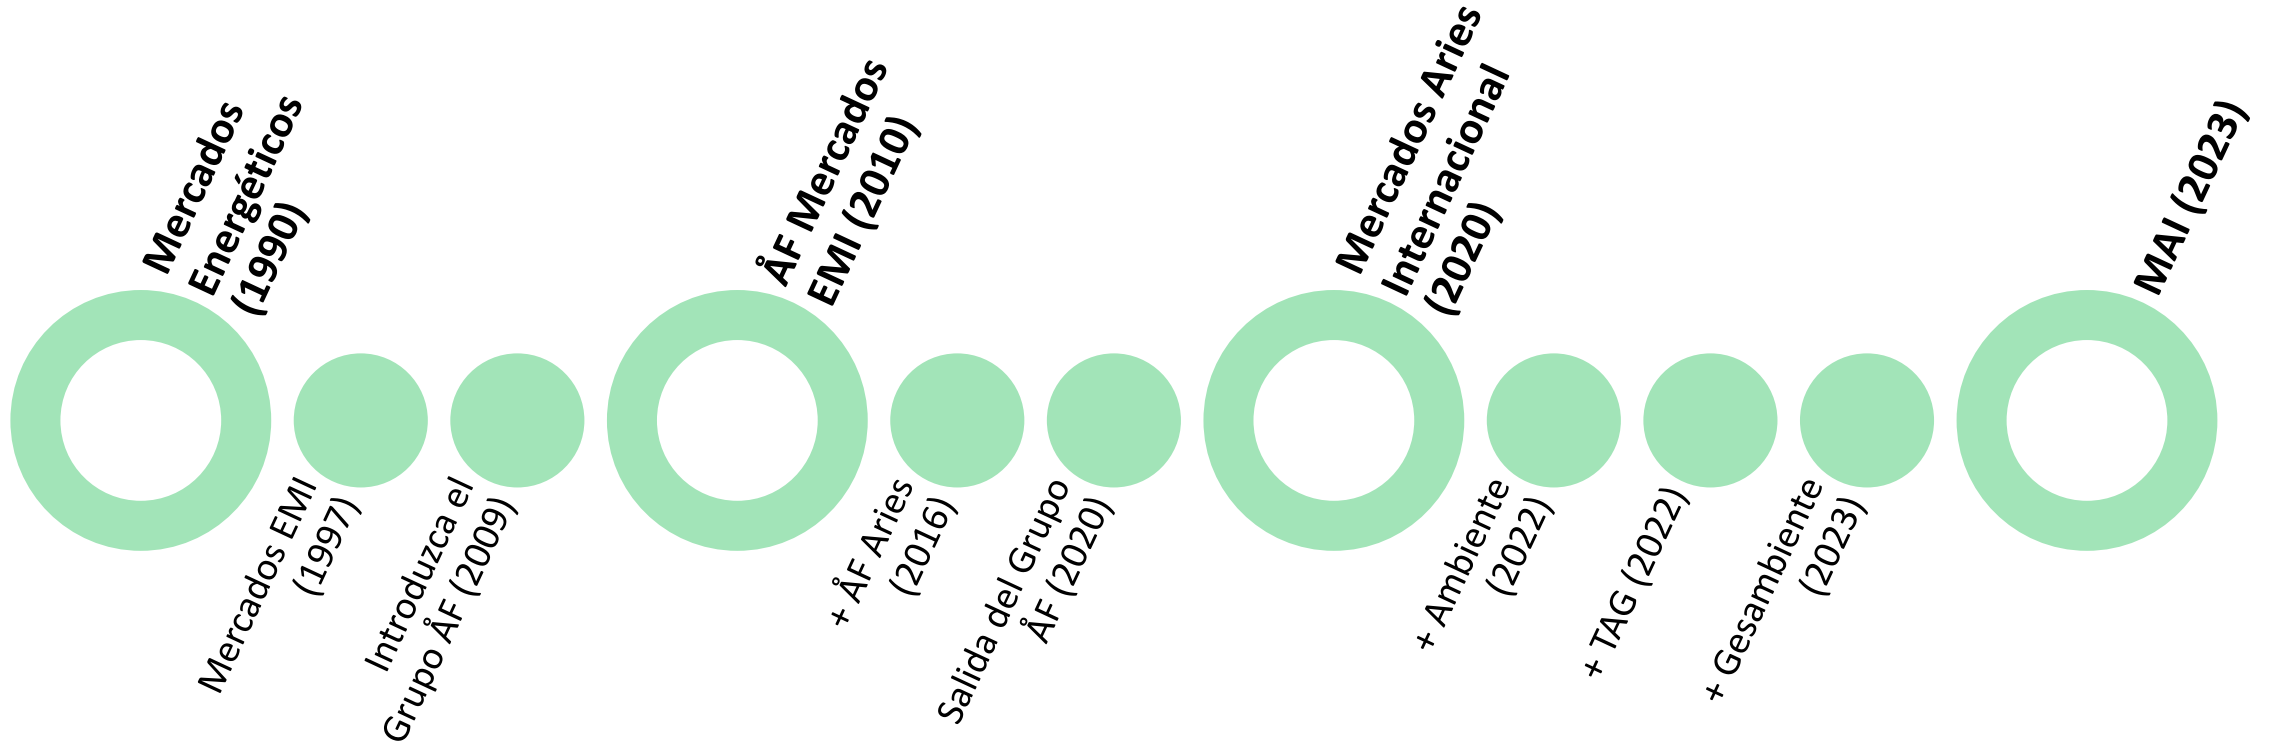 Mercados
Energéticos
(1990)
Mercados EMI
(1997)
Introduzca el
Grupo ÅF (2009)
ÅF Mercados
EMI (2010)
+ ÅF Aries
(2016)
Salida del Grupo
ÅF (2020)
Mercados Aries
Internacional
(2020)
+ Ambiente
(2022)
+ TAG (2022)
+ Gesambiente
(2023)
MAI (2023)